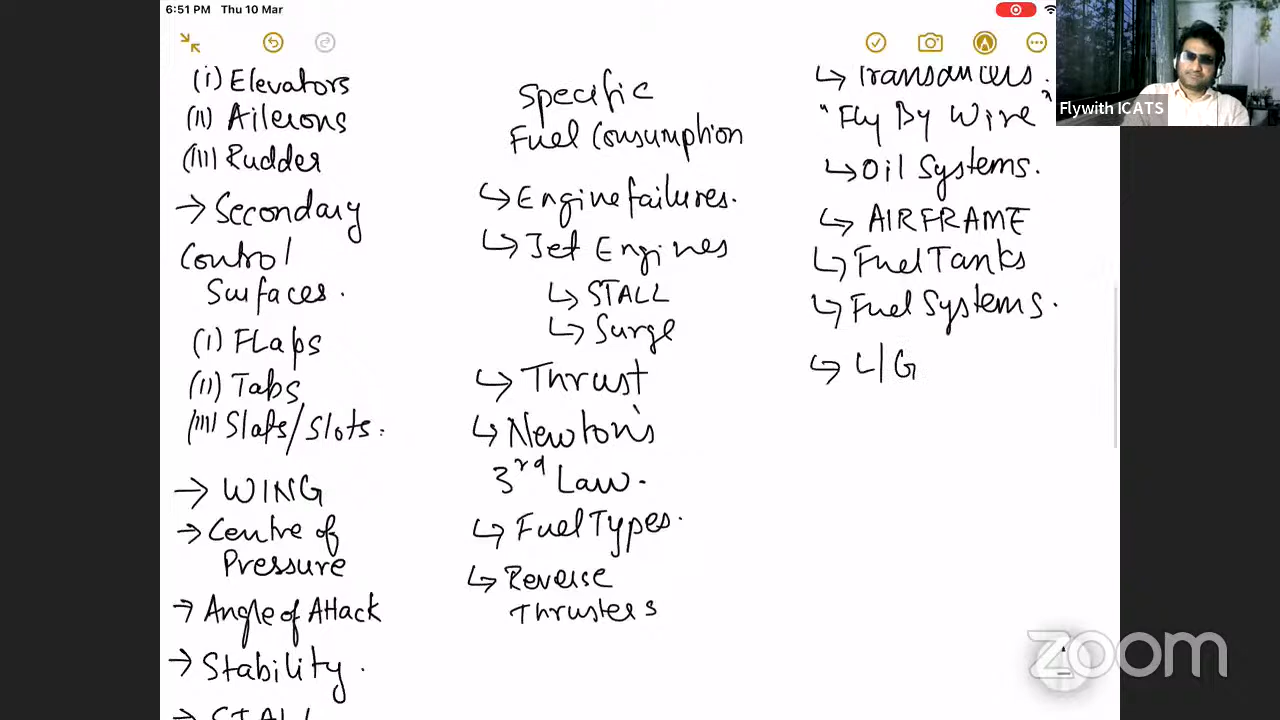 6:51 PM Thu 10 Mar
(i) Elevators
(ii) Ailerons
(iii) Rudder
→ Secondary
Control
Surfaces.
(i) Flaps
(ii) Tabs
(iii) Slats/Slots.
→ WING
→ Centre of
Pressure
→ Angle of Attack
→ Stability.
→ STALL
Specific
Fuel Consumption
↳ Engine failures.
↳ Jet Engines
↳ STALL
↳ Surge
↳ Thrust
↳ Newton's
3rd Law.
↳ Fuel Types.
↳ Reverse
Thrusters
↳ Transducers.
"Fly By Wire"
↳ Oil Systems.
↳ AIRFRAME
↳ Fuel Tanks
↳ Fuel Systems.
↳ L/G
Flywith ICATS
zoom